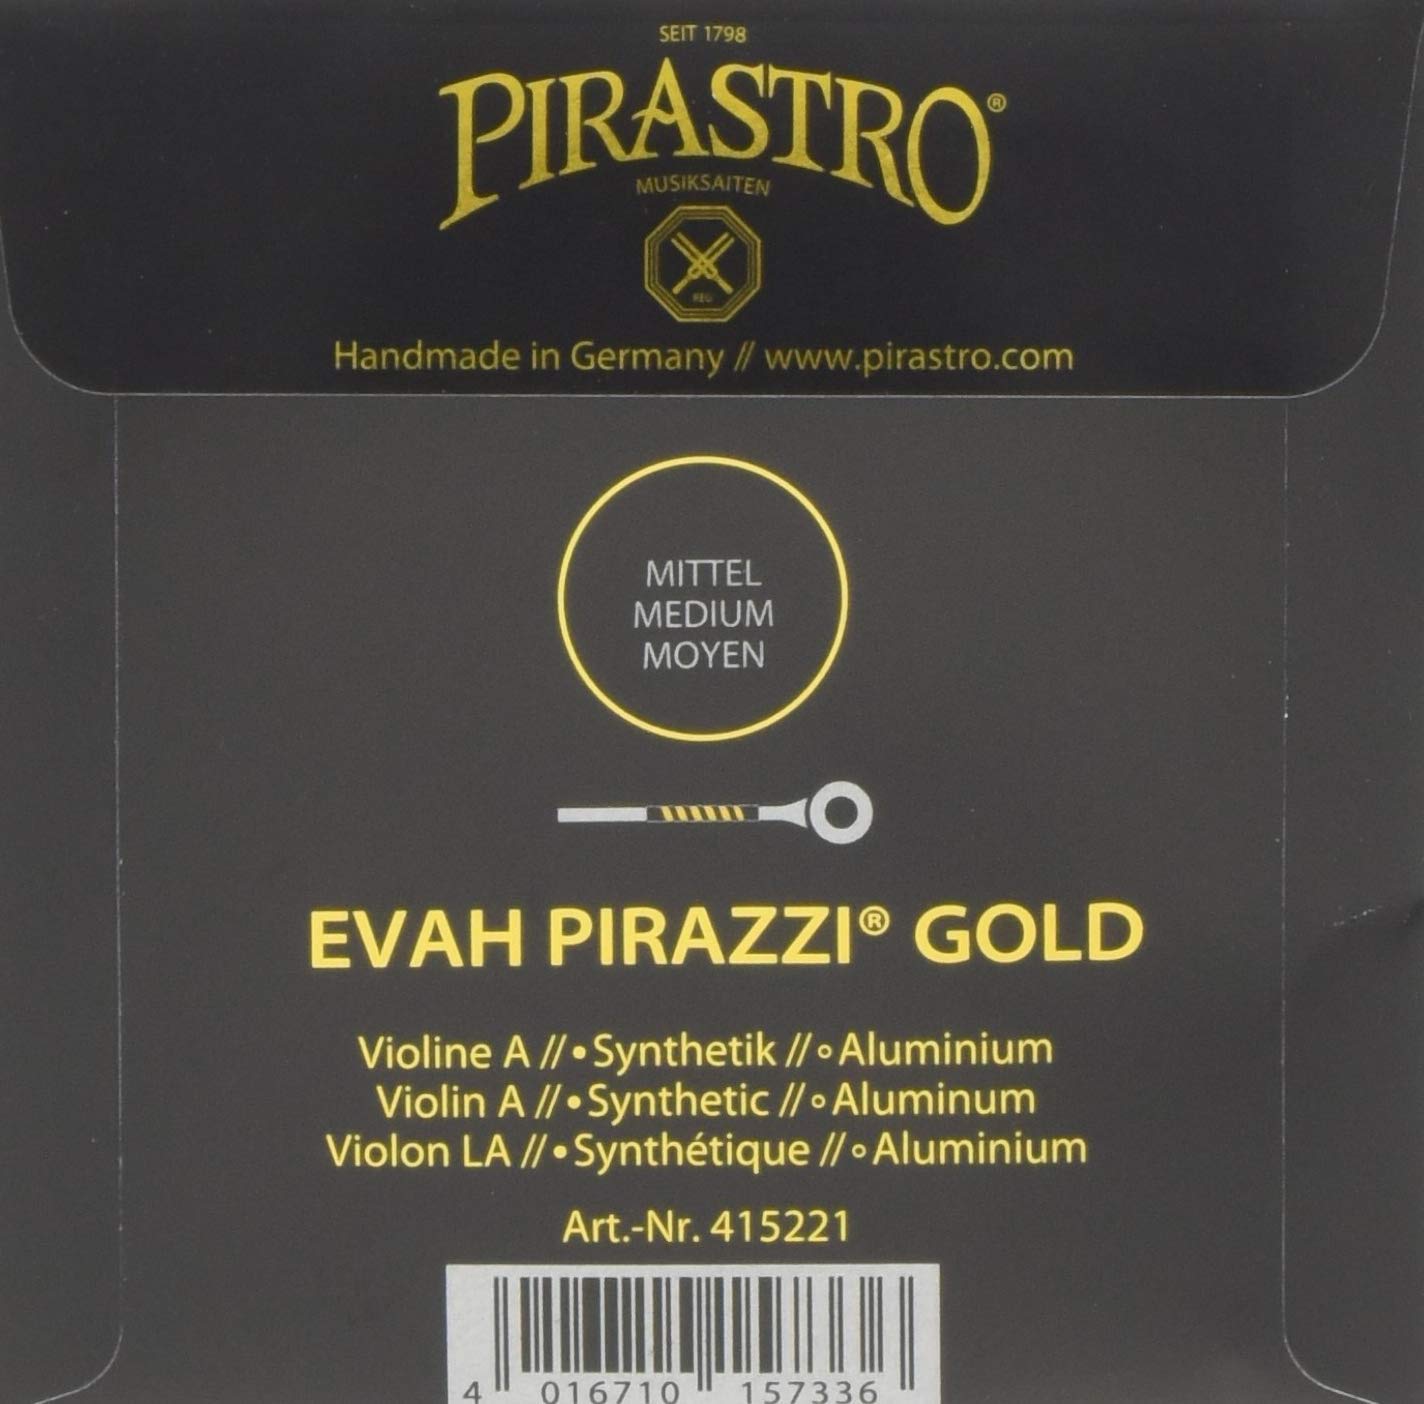 SEIT 1798
PIRASTRO®
MUSIKSAITEN
REG
Handmade in Germany // www.pirastro.com
MITTEL
MEDIUM
MOYEN
EVAH PIRAZZI® GOLD
Violine A //•Synthetik //∘Aluminium
Violin A //•Synthetic //∘Aluminum
Violon LA //•Synthétique //∘Aluminium
Art.-Nr. 415221
4 016710 157336